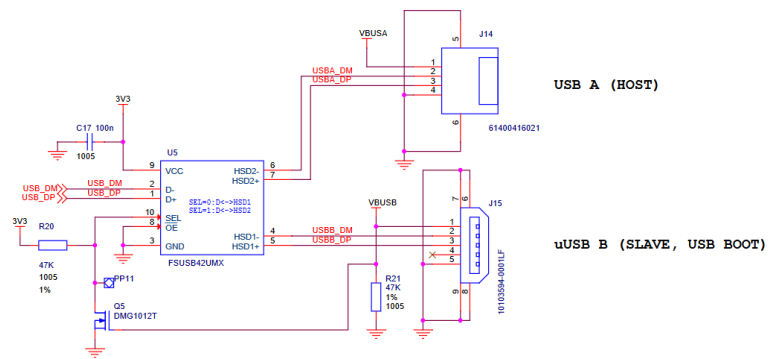 J14
VBUSA
5
1
2
3
4
6
USBA_DM
USBA_DP
USB A (HOST)
61400416021
3V3
C17 100n
1005
U5
9
VCC
HSD2-
6
HSD2+
7
USB_DM
USB_DP
USB_DM
USB_DP
2
D-
1
D+
SEL=0:D<->HSD1
SEL=1:D<->HSD2
10
SEL
8
OE
3
GND
HSD1-
4
HSD1+
5
FSUSB42UMX
3V3
R20
47K
1005
1%
PP11
Q5
DMG1012T
VBUSB
USBB_DM
USBB_DP
R21
47K
1%
1005
J15
7
6
1
2
3
4
5
9
8
10103594-0001LF
uUSB B (SLAVE, USB BOOT)